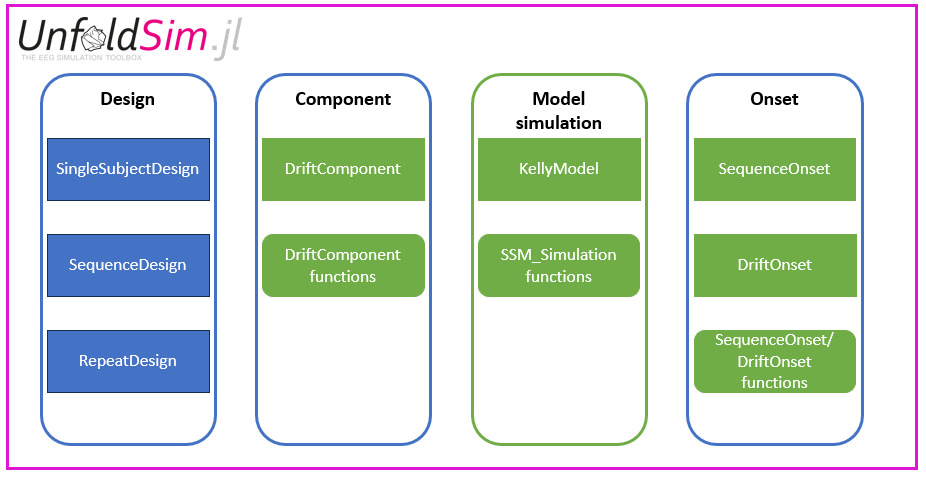 UnfoldSim.jl
THE EEG SIMULATION TOOLBOX
Design
SingleSubjectDesign
SequenceDesign
RepeatDesign
Component
DriftComponent
DriftComponent
functions
Model
simulation
KellyModel
SSM_Simulation
functions
Onset
SequenceOnset
DriftOnset
SequenceOnset/
DriftOnset
functions